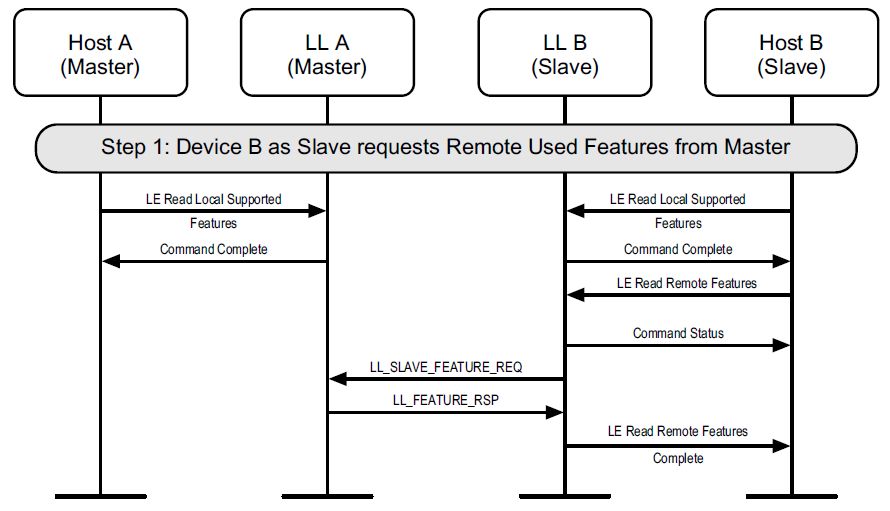 Host A
(Master)
LL A
(Master)
LL B
(Slave)
Host B
(Slave)
Step 1: Device B as Slave requests Remote Used Features from Master
LE Read Local Supported
Features
LE Read Local Supported
Features
Command Complete
Command Complete
LE Read Remote Features
Command Status
LL_SLAVE_FEATURE_REQ
LL_FEATURE_RSP
LE Read Remote Features
Complete